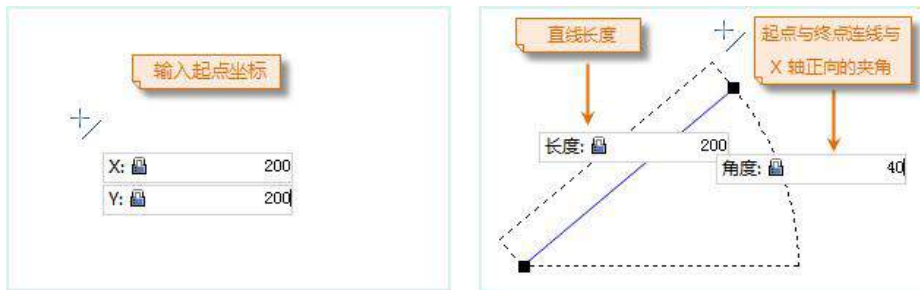 输入起点坐标
X: 200
Y: 200
直线长度
起点与终点连线与
X 轴正向的夹角
长度: 200
角度: 40